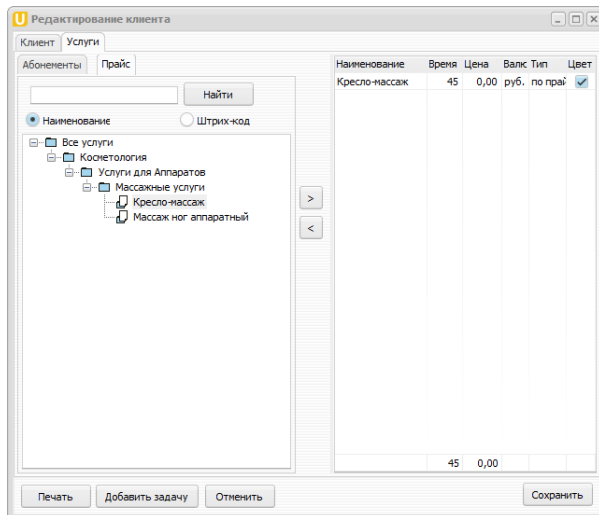 Редактирование клиента
Клиент Услуги
Абонементы Прайс
Найти
Наименование Штрих-код
Все услуги
Косметология
Услуги для Аппаратов
Массажные услуги
Кресло-массаж
Массаж ног аппаратный
>
<
Наименование Время Цена Валю Тип Цвет
Кресло-массаж 45 0,00 руб. по прай
45 0,00
Печать Добавить задачу Отменить Сохранить